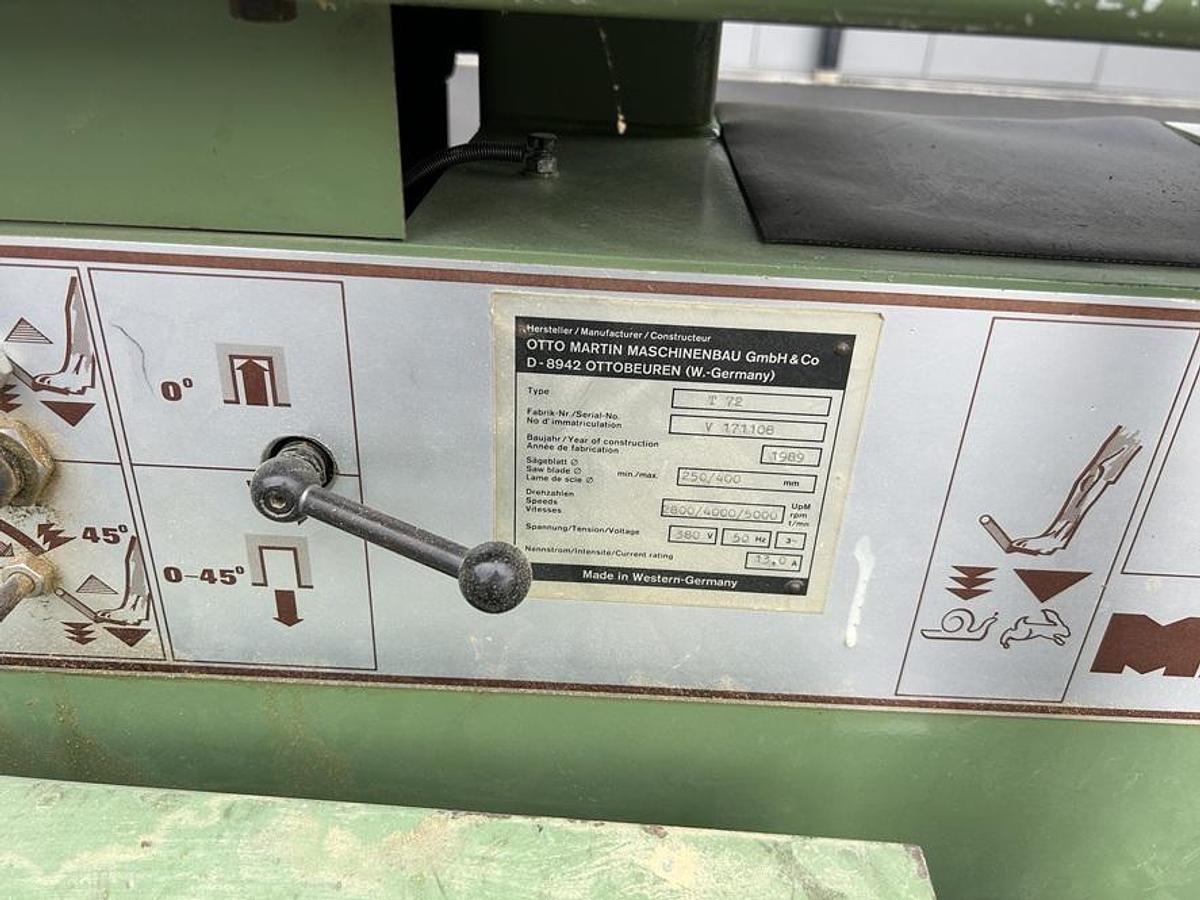 0°
45°
0-45°
Hersteller/Manufacturer/Constructeur
OTTO MARTIN MASCHINENBAU GmbH & Co
D-8942 OTTOBEUREN (W.-Germany)
Type T 72
Fabrik-Nr./Serial-No.
No d'immatriculation V 171106
Baujahr/Year of construction
Année de fabrication 1989
Sägeblatt ∅
Saw blade ∅ min./max. 250/400 mm
Lame de scie ∅
Drehzahlen UpM
Speeds 2800/4000/5000 rpm
Vitesses t/mn
Spannung/Tension/Voltage 380 V 50 Hz 3~
Nennstrom/Intensité/Current rating 13,0 A
Made in Western-Germany